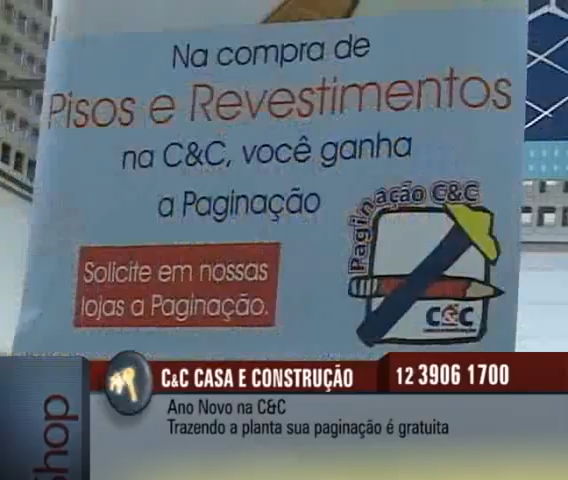 Na compra de
Pisos e Revestimentos
na C&C, você ganha
a Paginação
Paginação C&C
Solicite em nossas
lojas a Paginação.
C&C
C&C CASA E CONSTRUÇÃO
12 3906 1700
Ano Novo na C&C
Trazendo a planta sua paginação é gratuita
shop